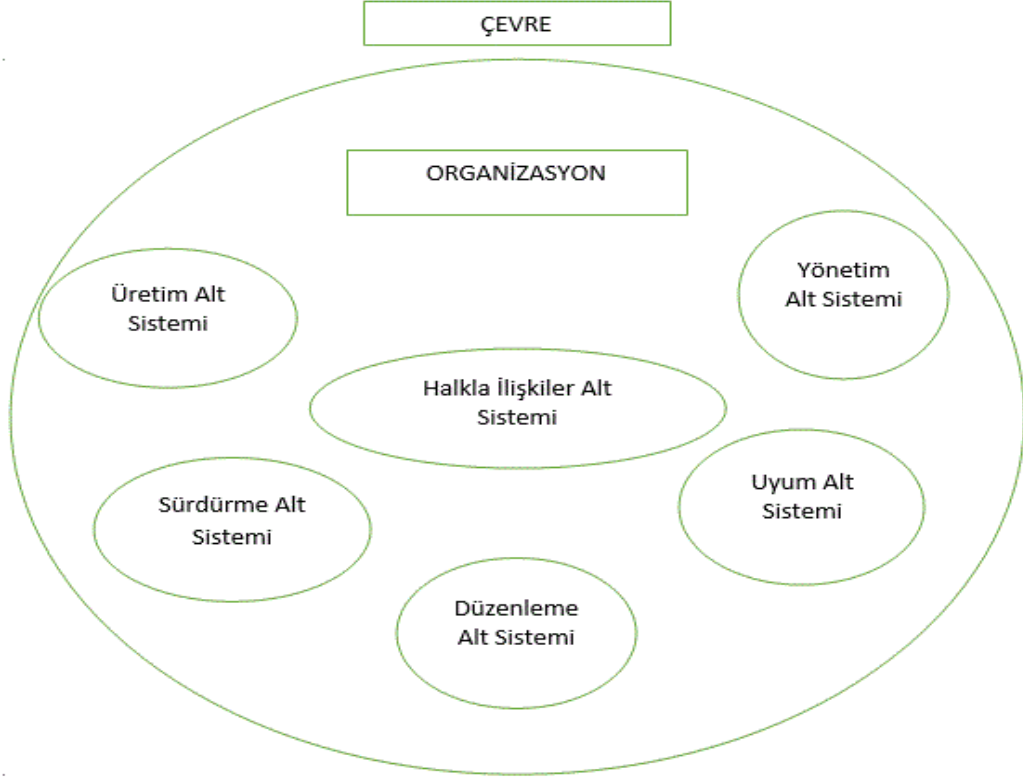 ÇEVRE
ORGANİZASYON
Yönetim
Alt Sistemi
Üretim Alt
Sistemi
Halkla İlişkiler Alt
Sistemi
Uyum Alt
Sistemi
Sürdürme Alt
Sistemi
Düzenleme
Alt Sistemi